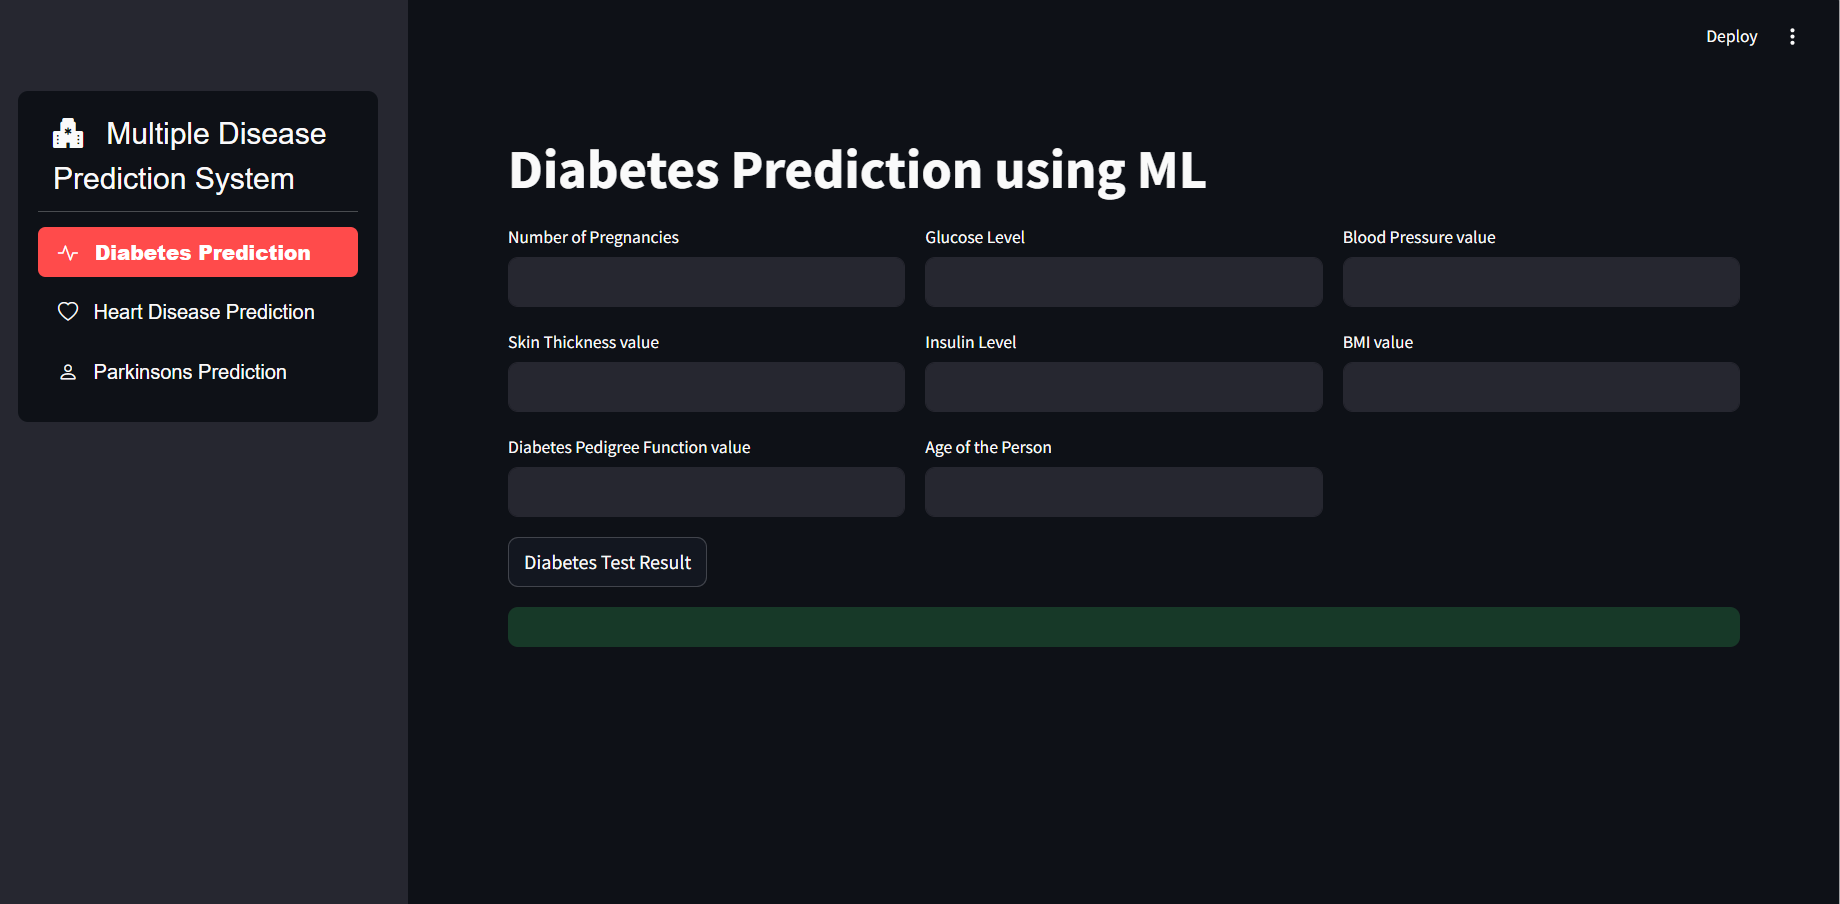 Deploy
Multiple Disease
Prediction System
Diabetes Prediction
Heart Disease Prediction
Parkinsons Prediction
Diabetes Prediction using ML
Number of Pregnancies
Glucose Level
Blood Pressure value
Skin Thickness value
Insulin Level
BMI value
Diabetes Pedigree Function value
Age of the Person
Diabetes Test Result